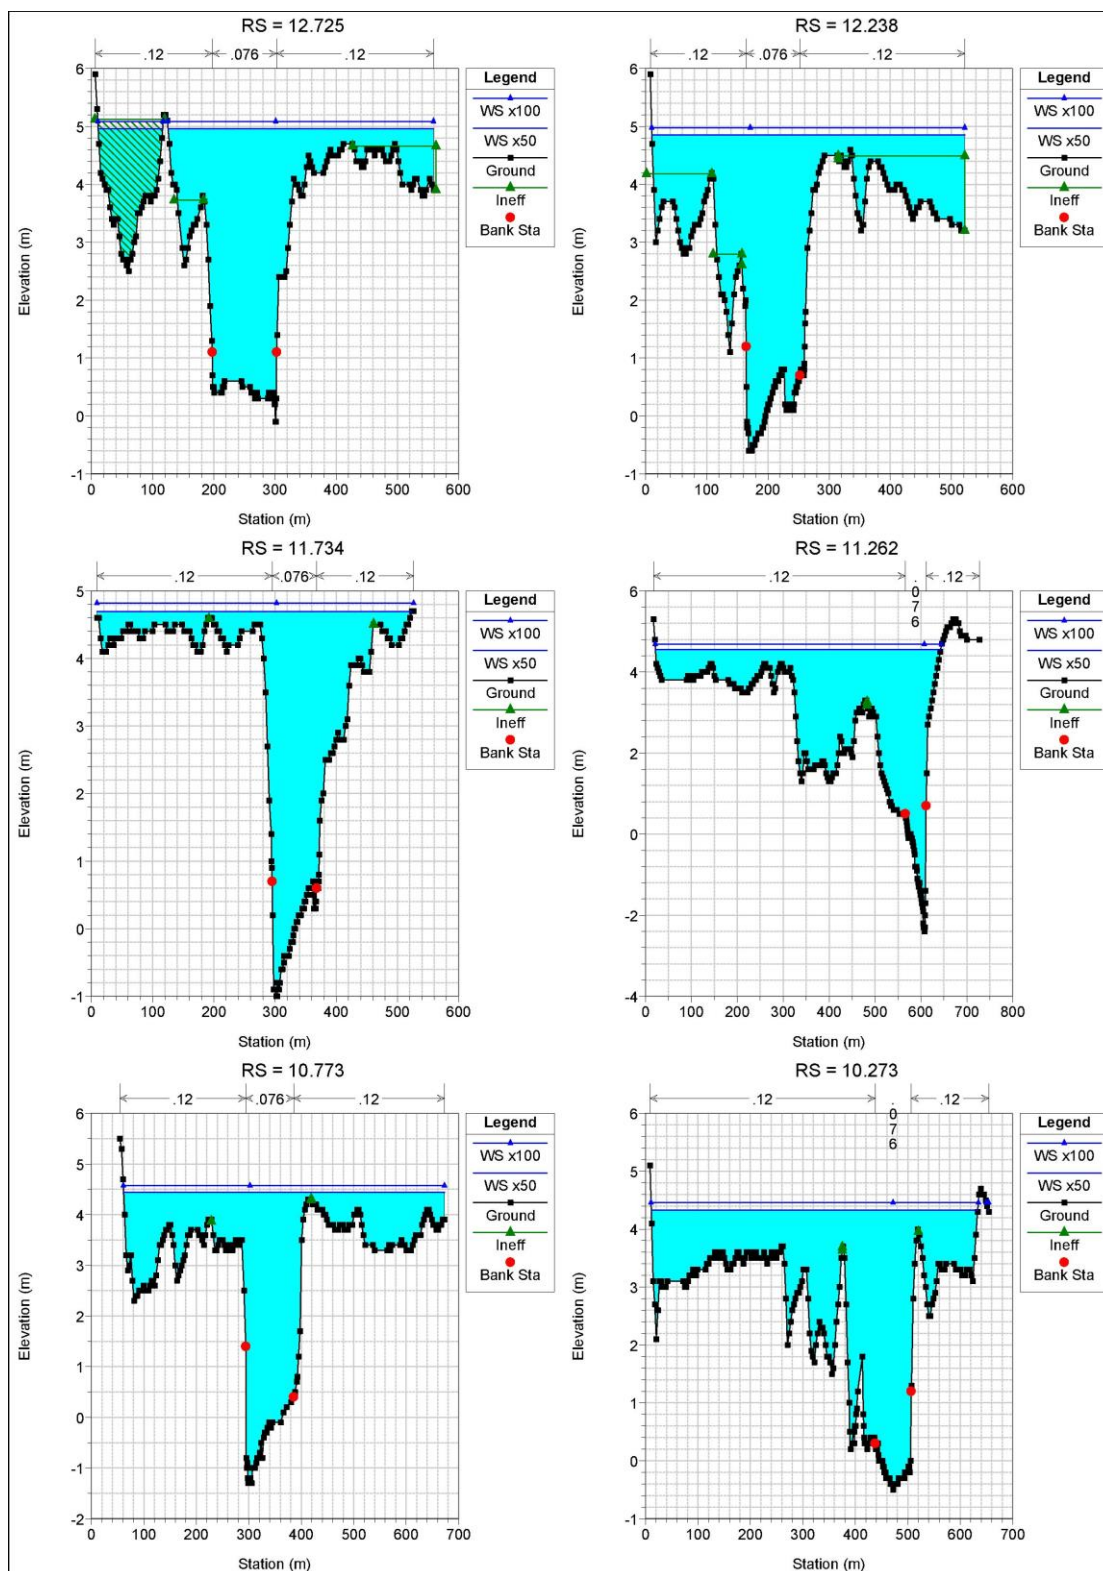 RS = 12.725
.12 .076 .12
6
5
4
3
2
1
0
-1
0 100 200 300 400 500 600
Elevation (m)
Station (m)
Legend
WS x100
WS x50
Ground
Ineff
Bank Sta
RS = 12.238
.12 .076 .12
6
5
4
3
2
1
0
-1
0 100 200 300 400 500 600
Elevation (m)
Station (m)
Legend
WS x100
WS x50
Ground
Ineff
Bank Sta
RS = 11.734
.12 .076 .12
5
4
3
2
1
0
-1
0 100 200 300 400 500 600
Elevation (m)
Station (m)
Legend
WS x100
WS x50
Ground
Ineff
Bank Sta
RS = 11.262
.12 .076 .12
6
4
2
0
-2
-4
0 100 200 300 400 500 600 700 800
Elevation (m)
Station (m)
Legend
WS x100
WS x50
Ground
Ineff
Bank Sta
RS = 10.773
.12 .076 .12
6
5
4
3
2
1
0
-1
-2
0 100 200 300 400 500 600 700
Elevation (m)
Station (m)
Legend
WS x100
WS x50
Ground
Ineff
Bank Sta
RS = 10.273
.12 .076 .12
6
5
4
3
2
1
0
-1
0 100 200 300 400 500 600 700
Elevation (m)
Station (m)
Legend
WS x100
WS x50
Ground
Ineff
Bank Sta